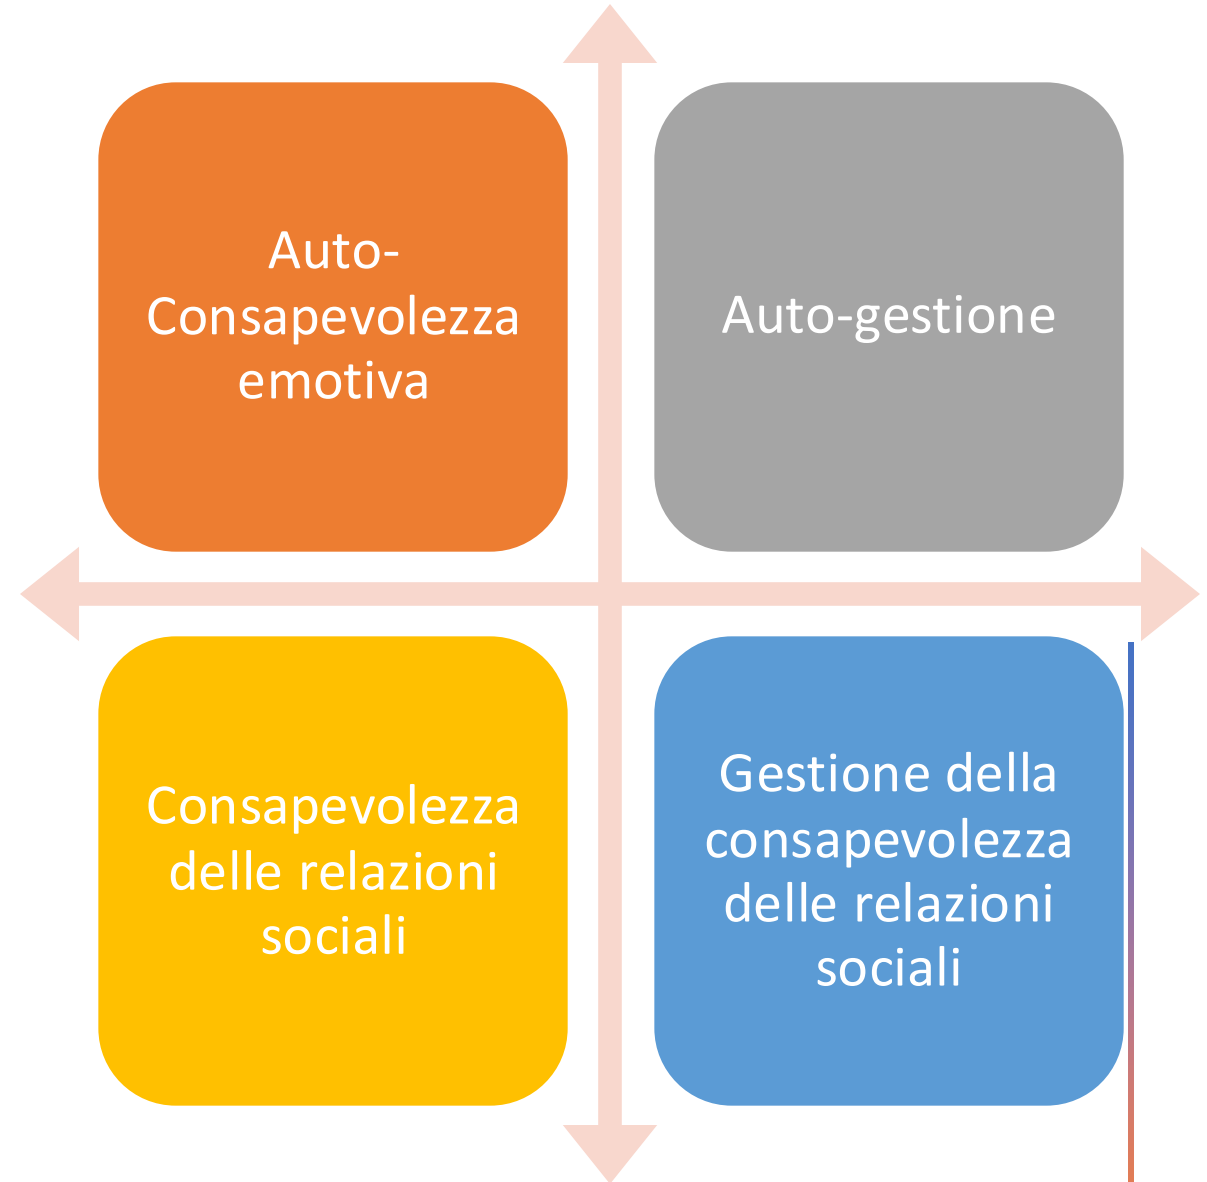 Auto-
Consapevolezza
emotiva
Auto-gestione
Consapevolezza
delle relazioni
sociali
Gestione della
consapevolezza
delle relazioni
sociali